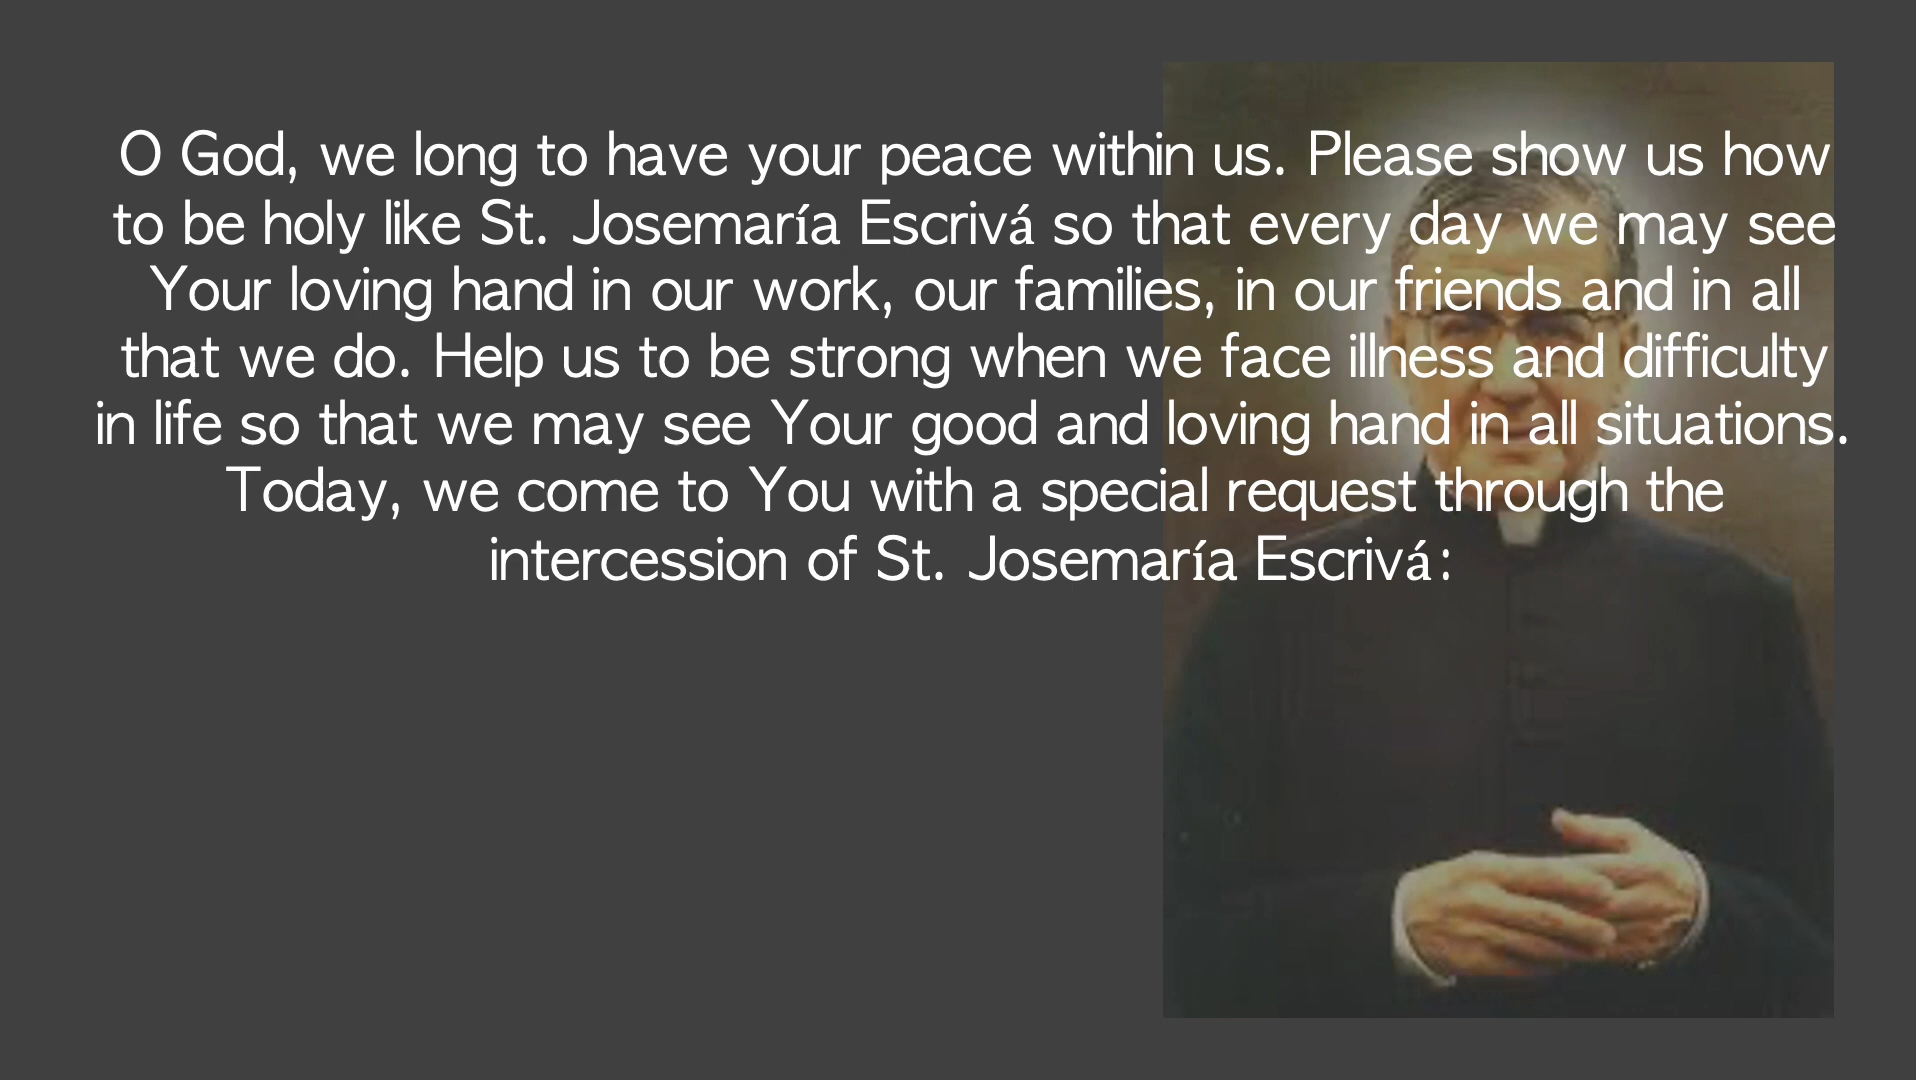 O God, we long to have your peace within us. Please show us how
to be holy like St. Josemaría Escrivá so that every day we may see
Your loving hand in our work, our families, in our friends and in all
that we do. Help us to be strong when we face illness and difficulty
in life so that we may see Your good and loving hand in all situations.
Today, we come to You with a special request through the
intercession of St. Josemaría Escrivá: